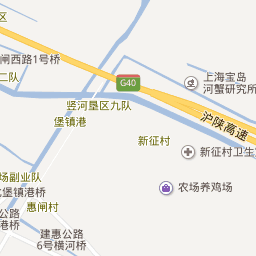 区
闸西路1号桥
二队
G40
上海宝岛
河蟹研究所
竖河垦区九队
堡镇港
沪陕高速
新征村
新征村卫生
场副业队
堡镇港桥
农场养鸡场
惠闸村
公路
港桥
建惠公路
6号横河桥